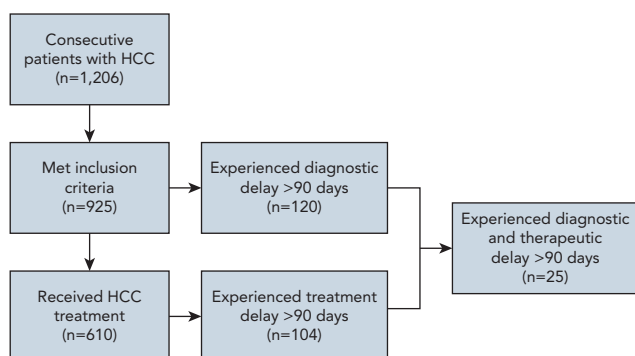 Consecutive
patients with HCC
(n=1,206)
Met inclusion
criteria
(n=925)
Experienced diagnostic
delay >90 days
(n=120)
Experienced diagnostic
and therapeutic
delay >90 days
(n=25)
Received HCC
treatment
(n=610)
Experienced treatment
delay >90 days
(n=104)